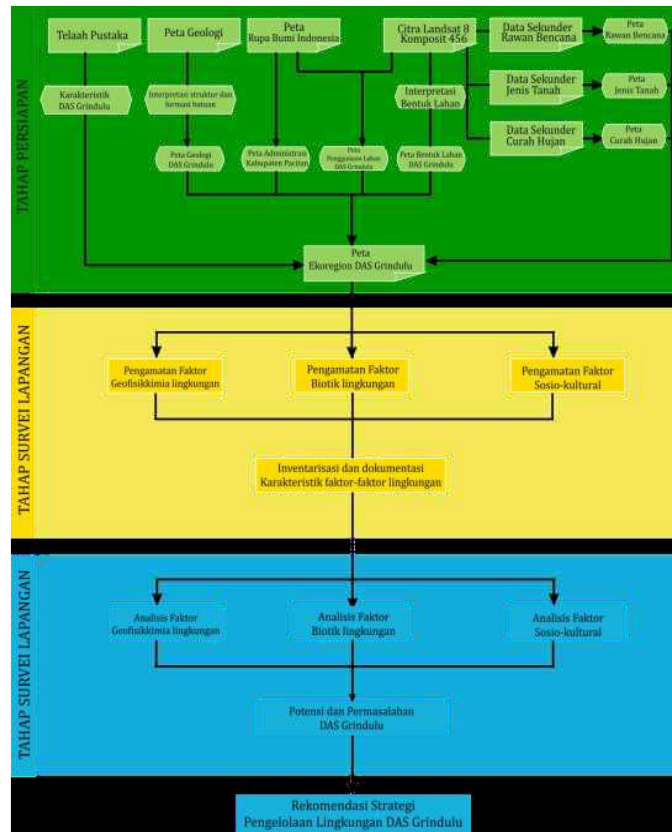 TAHAP PERSIAPAN
Telaah Pustaka
Peta Geologi
Peta
Rupa Bumi Indonesia
Citra Landsat 8
Komposit 456
Data Sekunder
Rawan Bencana
Peta
Rawan Bencana
Karakteristik
DAS Grindulu
Interpretasi struktur dan
formasi batuan
Interpretasi
Bentuk Lahan
Data Sekunder
Jenis Tanah
Peta
Jenis Tanah
Data Sekunder
Curah Hujan
Peta
Curah Hujan
Peta Geologi
DAS Grindulu
Peta Administrasi
Kabupaten Pacitan
Peta
Penggunaan Lahan
DAS Grindulu
Peta Bentuk Lahan
DAS Grindulu
Peta
Ekoregion DAS Grindulu
TAHAP SURVEI LAPANGAN
Pengamatan Faktor
Geofisikkimia lingkungan
Pengamatan Faktor
Biotik lingkungan
Pengamatan Faktor
Sosio-kultural
Inventarisasi dan dokumentasi
Karakteristik faktor-faktor lingkungan
TAHAP SURVEI LAPANGAN
Analisis Faktor
Geofisikkimia lingkungan
Analisis Faktor
Biotik lingkungan
Analisis Faktor
Sosio-kultural
Potensi dan Permasalahan
DAS Grindulu
Rekomendasi Strategi
Pengelolaan Lingkungan DAS Grindulu